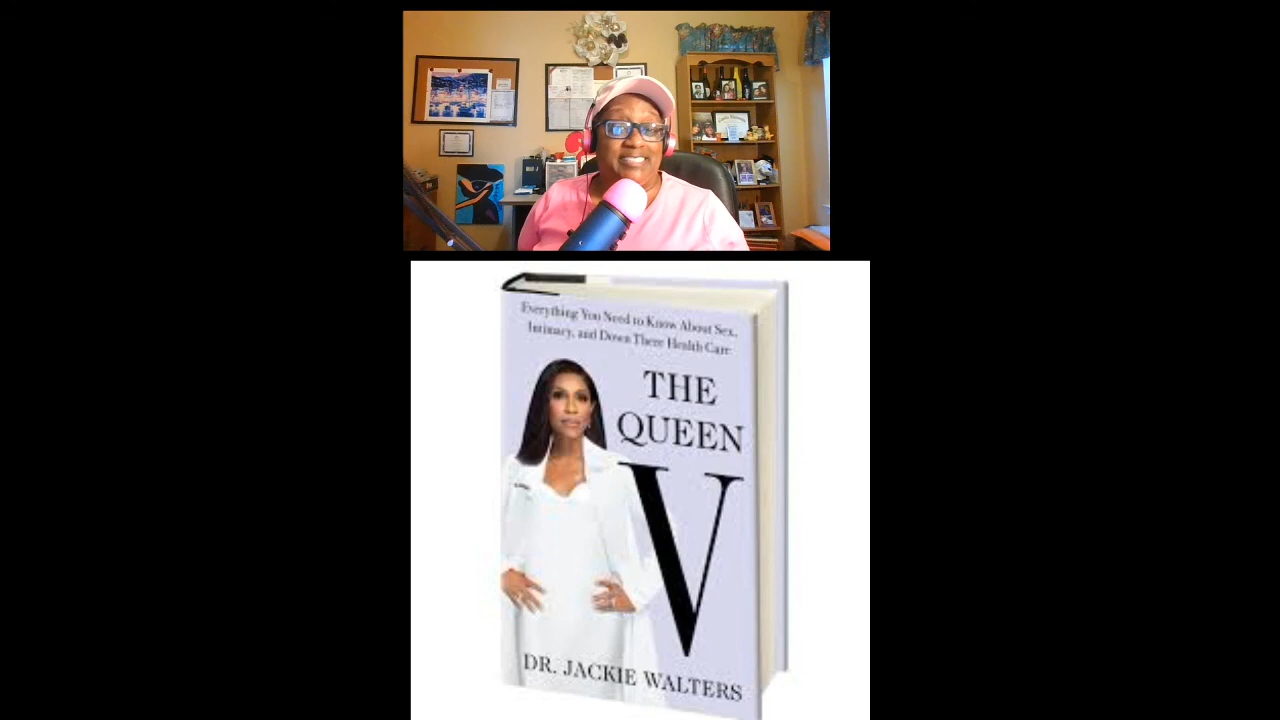 Everything You Need to Know About Sex,
Intimacy, and Down There Health Care
THE
QUEEN
V
DR. JACKIE WALTERS